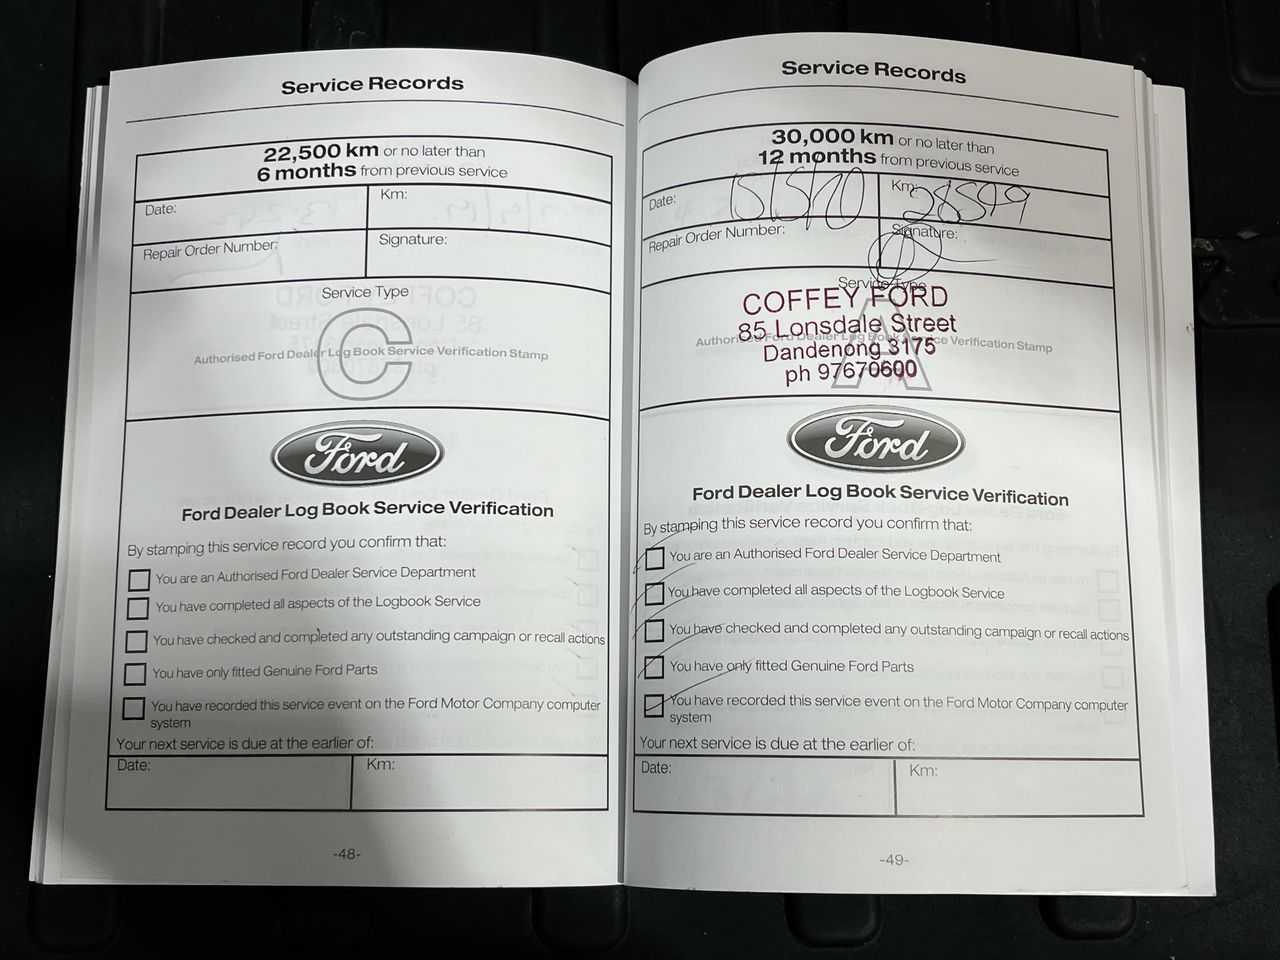 Service Records
22,500 km or no later than
6 months from previous service
Date:
Km:
Repair Order Number:
Signature:
Service Type
C
Authorised Ford Dealer Log Book Service Verification Stamp
Ford
Ford Dealer Log Book Service Verification
By stamping this service record you confirm that:
You are an Authorised Ford Dealer Service Department
You have completed all aspects of the Logbook Service
You have checked and completed any outstanding campaign or recall actions
You have only fitted Genuine Ford Parts
You have recorded this service event on the Ford Motor Company computer
system
Your next service is due at the earlier of:
Date:
Km:
-48-
Service Records
30,000 km or no later than
12 months from previous service
Date: 15/5/20
Km: 28599
Repair Order Number:
Signature:
Service Type
A
COFFEY FORD
85 Lonsdale Street
Authorised Ford Dealer Log Book Service Verification Stamp
Dandenong 3175
ph 97670600
Ford
Ford Dealer Log Book Service Verification
By stamping this service record you confirm that:
You are an Authorised Ford Dealer Service Department
You have completed all aspects of the Logbook Service
You have checked and completed any outstanding campaign or recall actions
You have only fitted Genuine Ford Parts
You have recorded this service event on the Ford Motor Company computer
system
Your next service is due at the earlier of:
Date:
Km:
-49-